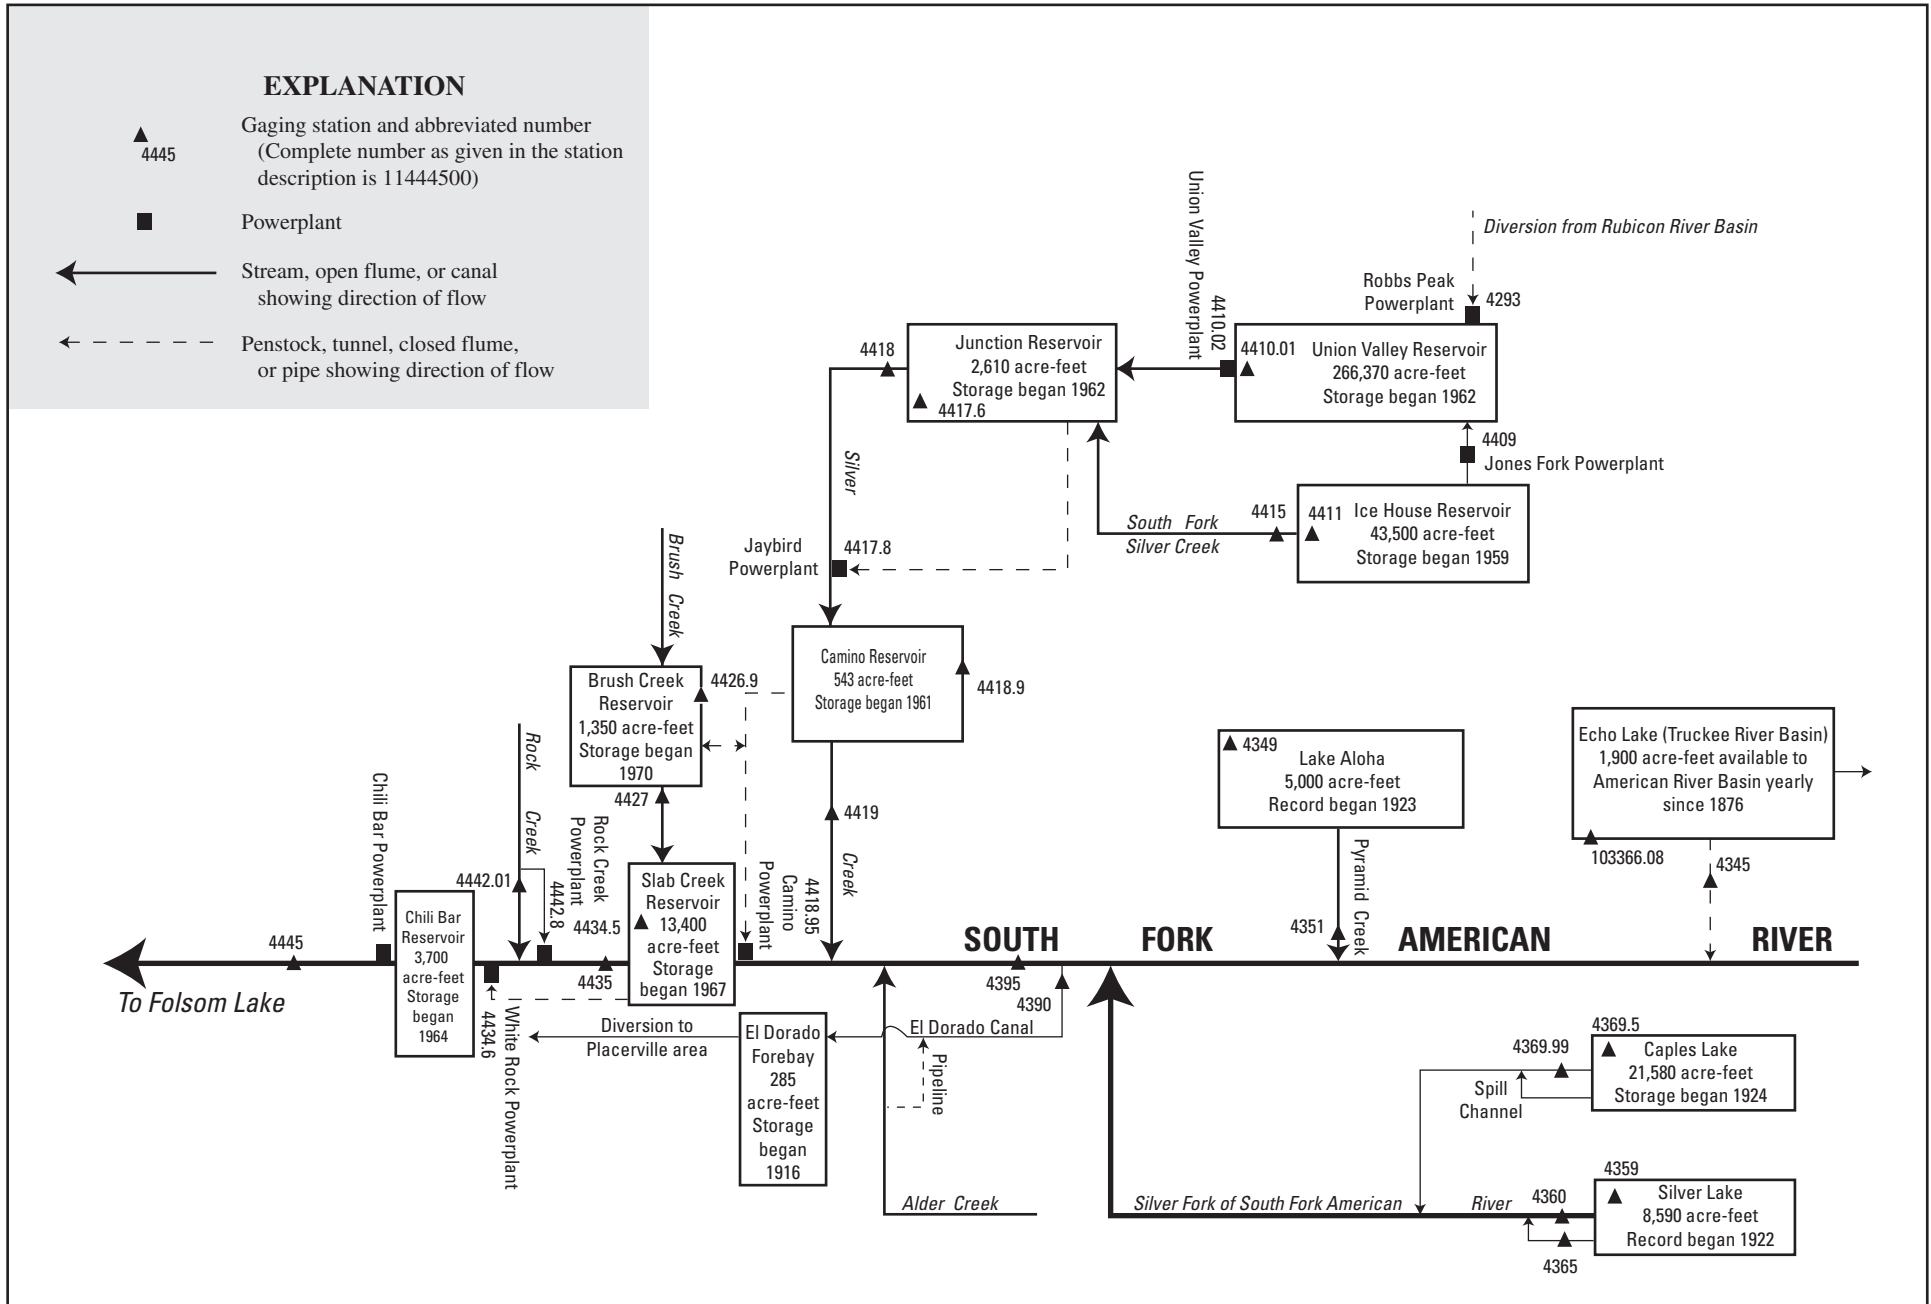 EXPLANATION
4445
Gaging station and abbreviated number
(Complete number as given in the station
description is 11444500)
Powerplant
Stream, open flume, or canal
showing direction of flow
Penstock, tunnel, closed flume,
or pipe showing direction of flow
Diversion from Rubicon River Basin
Robbs Peak
Powerplant
4293
Union Valley Powerplant
4410.02
4410.01
Union Valley Reservoir
266,370 acre-feet
Storage began 1962
Junction Reservoir
2,610 acre-feet
Storage began 1962
4417.6
4418
4409
Jones Fork Powerplant
4411
Ice House Reservoir
43,500 acre-feet
Storage began 1959
4415
South Fork
Silver Creek
Silver
Jaybird
Powerplant
4417.8
Camino Reservoir
543 acre-feet
Storage began 1961
4418.9
4419
Creek
Brush Creek
Brush Creek
Reservoir
1,350 acre-feet
Storage began
1970
4426.9
4427
Rock Creek
4442.01
4442.8
Rock Creek
Powerplant
4434.5
4435
Slab Creek
Reservoir
13,400
acre-feet
Storage
began 1967
Camino
Powerplant
4418.95
Chili Bar Powerplant
Chili Bar
Reservoir
3,700
acre-feet
Storage
began
1964
4445
To Folsom Lake
4434.6
White Rock Powerplant
Diversion to
Placerville area
El Dorado
Forebay
285
acre-feet
Storage
began
1916
El Dorado Canal
Pipeline
Alder Creek
SOUTH FORK AMERICAN RIVER
4395
4390
4349
Lake Aloha
5,000 acre-feet
Record began 1923
Pyramid Creek
4351
Echo Lake (Truckee River Basin)
1,900 acre-feet available to
American River Basin yearly
since 1876
103366.08
4345
4369.5
Caples Lake
21,580 acre-feet
Storage began 1924
4369.99
Spill
Channel
4359
Silver Lake
8,590 acre-feet
Record began 1922
4360
4365
Silver Fork of South Fork American River